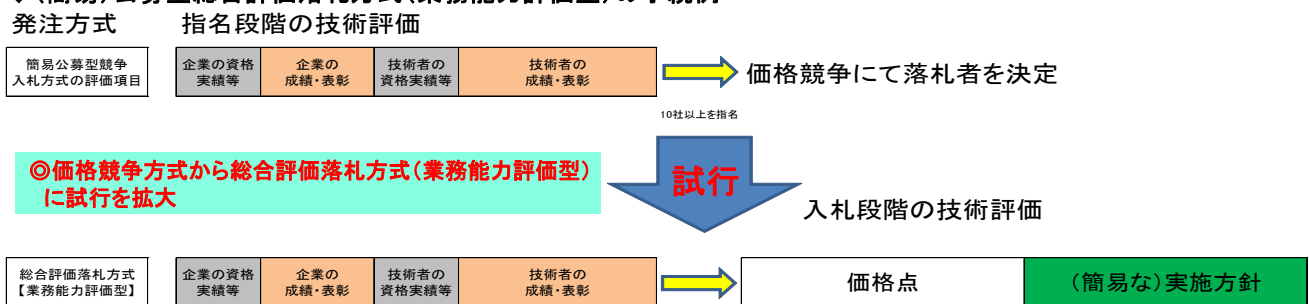 発注方式 指名段階の技術評価
簡易公募型競争
入札方式の評価項目
企業の資格
実績等
企業の
成績・表彰
技術者の
資格実績等
技術者の
成績・表彰
価格競争にて落札者を決定
10社以上を指名
◎価格競争方式から総合評価落札方式(業務能力評価型)
に試行を拡大
試行
入札段階の技術評価
総合評価落札方式
【業務能力評価型】
企業の資格
実績等
企業の
成績・表彰
技術者の
資格実績等
技術者の
成績・表彰
価格点
(簡易な)実施方針